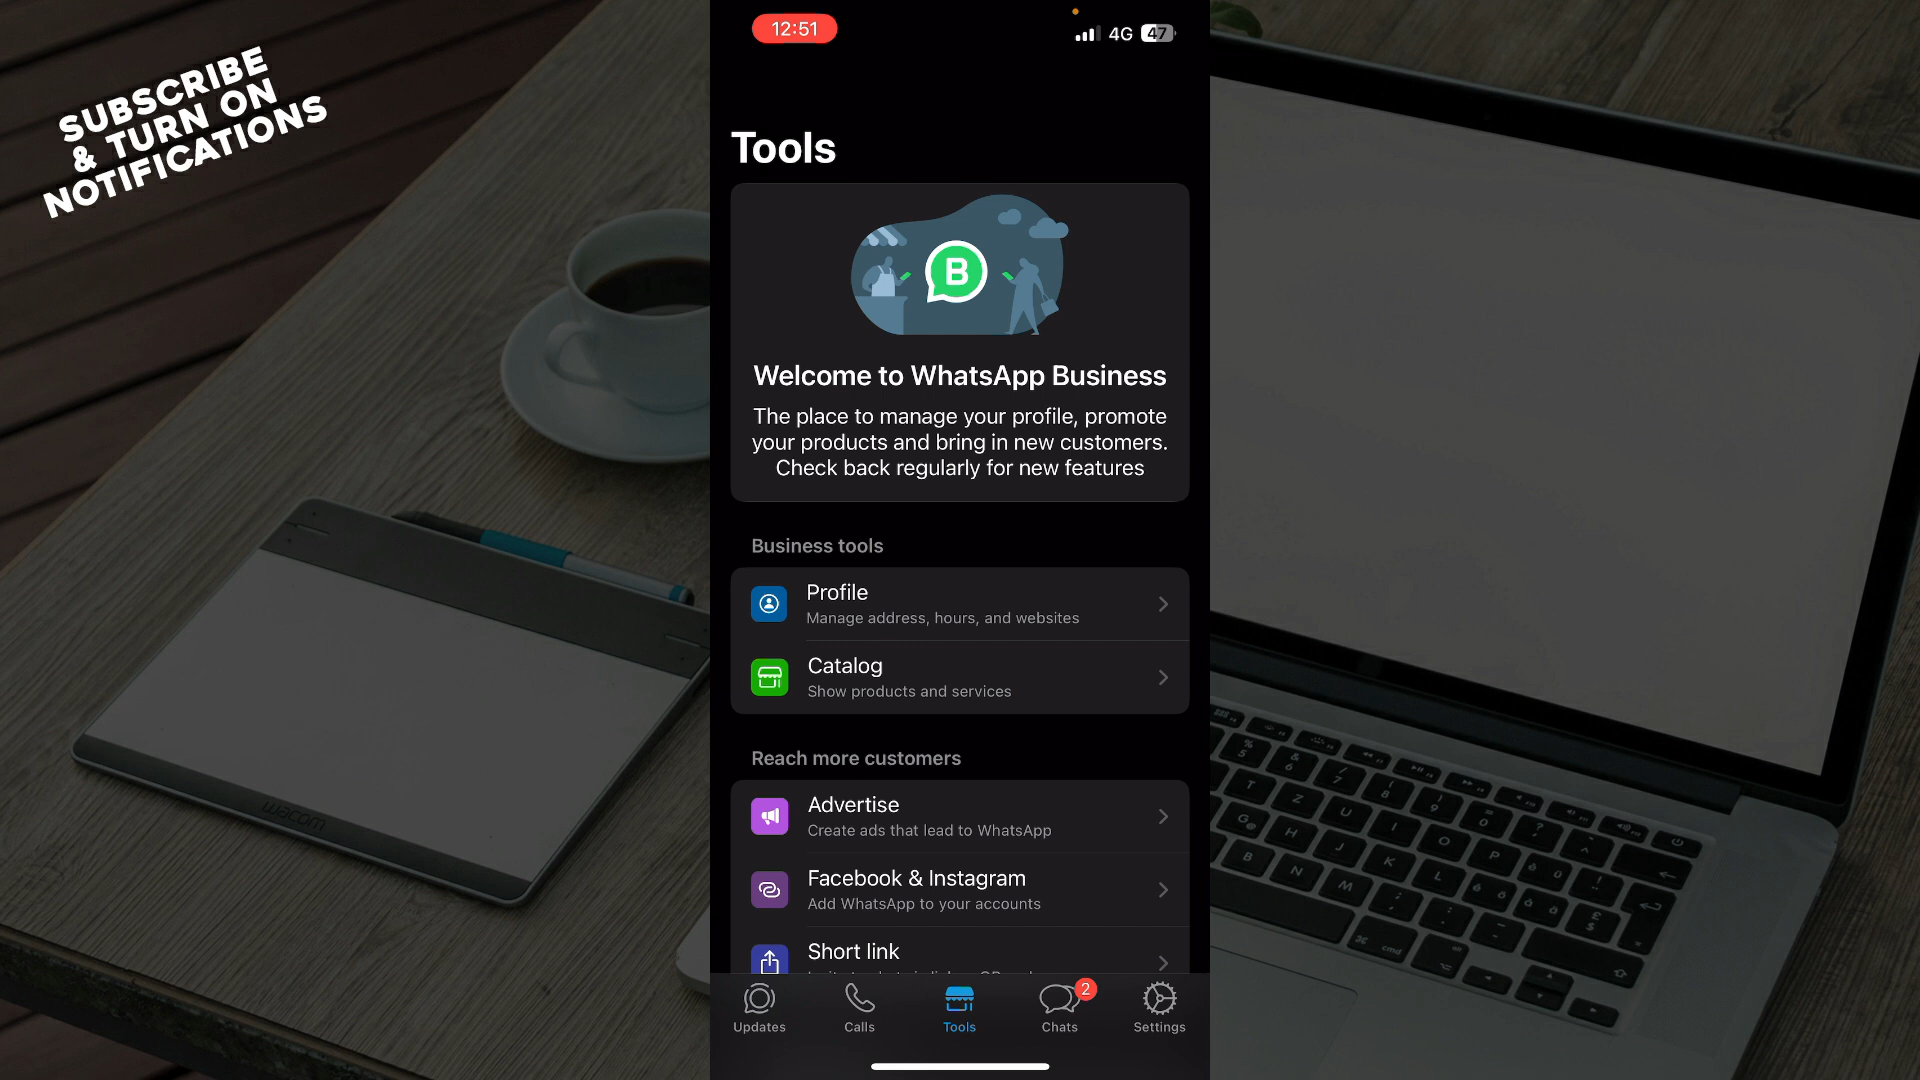 SUBSCRIBE
& TURN ON
NOTIFICATIONS
12:51
4G
47
Tools
B
Welcome to WhatsApp Business
The place to manage your profile, promote
your products and bring in new customers.
Check back regularly for new features
Business tools
Profile
Manage address, hours, and websites
Catalog
Show products and services
Reach more customers
Advertise
Create ads that lead to WhatsApp
Facebook & Instagram
Add WhatsApp to your accounts
Short link
2
Updates
Calls
Tools
Chats
Settings
wacom